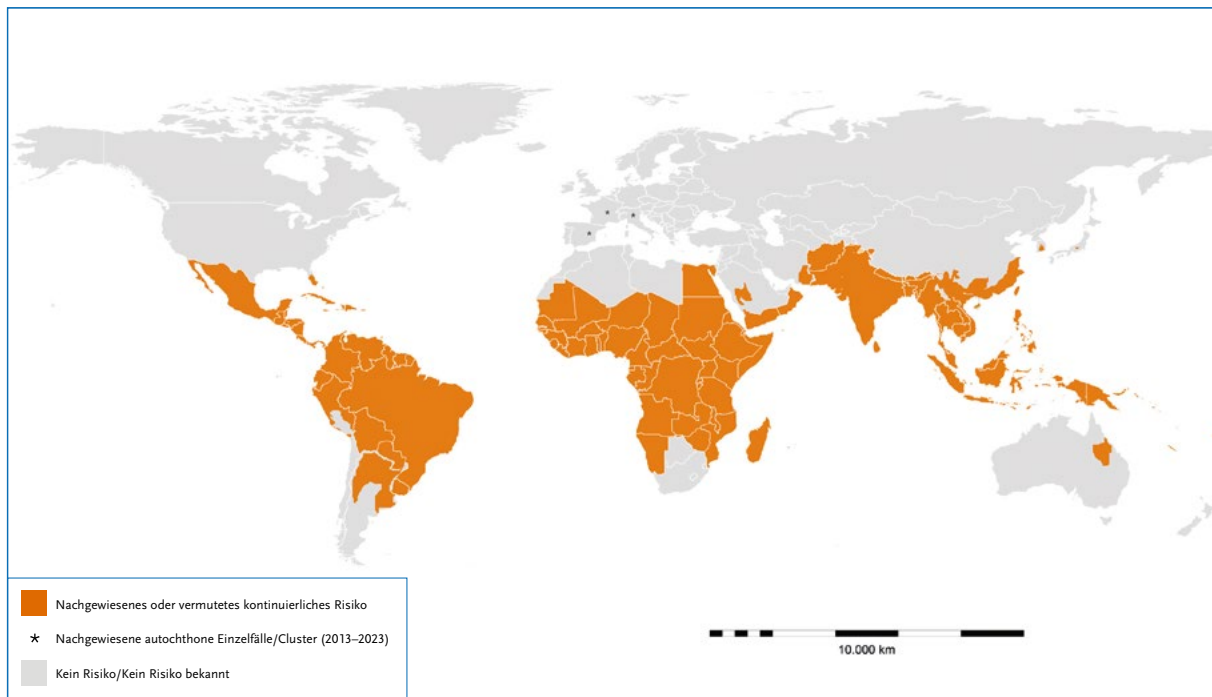 Nachgewiesenes oder vermutetes kontinuierliches Risiko
* Nachgewiesene autochthone Einzelfälle/Cluster (2013–2023)
Kein Risiko/Kein Risiko bekannt
10.000 km